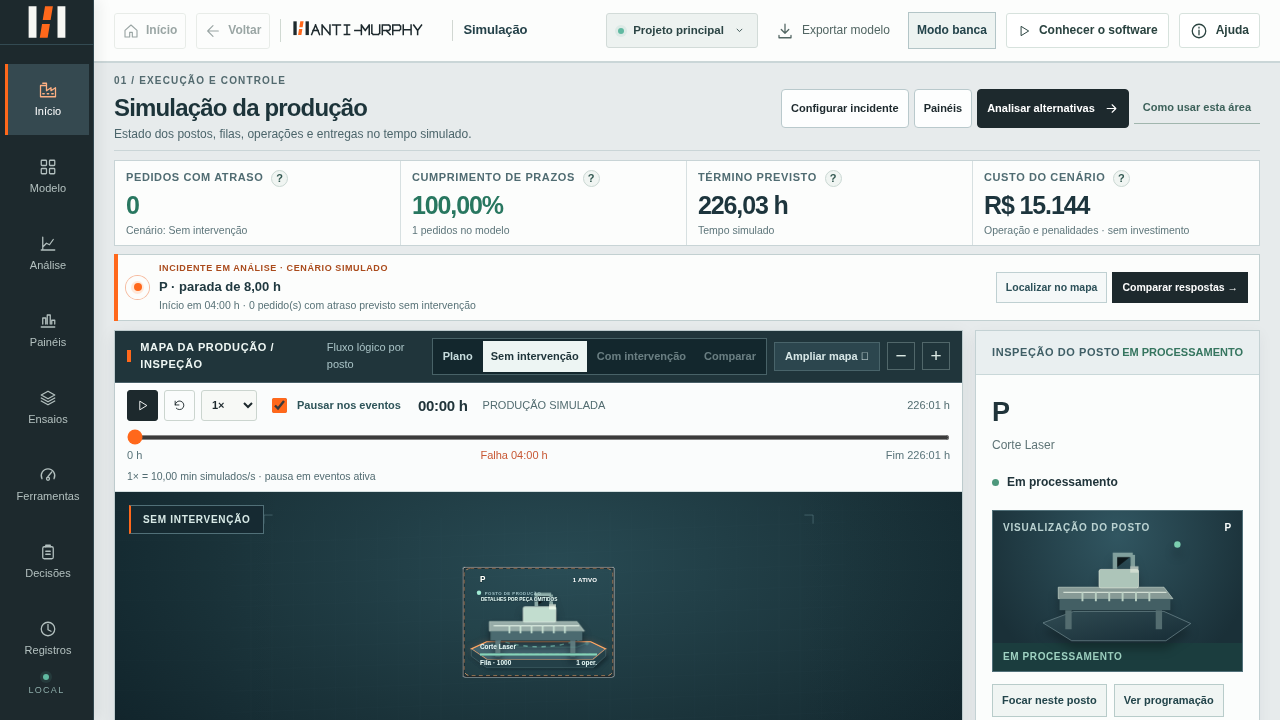 Início
Voltar
ANTI-MURPHY
Simulação
Projeto principal
Exportar modelo
Modo banca
Conhecer o software
Ajuda
Início
Modelo
Análise
Painéis
Ensaios
Ferramentas
Decisões
Registros
LOCAL
01 / EXECUÇÃO E CONTROLE
Simulação da produção
Estado dos postos, filas, operações e entregas no tempo simulado.
Configurar incidente
Painéis
Analisar alternativas →
Como usar esta área
PEDIDOS COM ATRASO ?
0
Cenário: Sem intervenção
CUMPRIMENTO DE PRAZOS ?
100,00%
1 pedidos no modelo
TÉRMINO PREVISTO ?
226,03 h
Tempo simulado
CUSTO DO CENÁRIO ?
R$ 15.144
Operação e penalidades · sem investimento
INCIDENTE EM ANÁLISE · CENÁRIO SIMULADO
P · parada de 8,00 h
Início em 04:00 h · 0 pedido(s) com atraso previsto sem intervenção
Localizar no mapa
Comparar respostas →
MAPA DA PRODUÇÃO /
INSPEÇÃO
Fluxo lógico por
posto
Plano
Sem intervenção
Com intervenção
Comparar
Ampliar mapa
−
+
1×
Pausar nos eventos
00:00 h
PRODUÇÃO SIMULADA
226:01 h
0 h
Falha 04:00 h
Fim 226:01 h
1× = 10,00 min simulados/s · pausa em eventos ativa
SEM INTERVENÇÃO
P
1 ATIVO
POSTO DE PRODUÇÃO
DETALHES POR PEÇA OMITIDOS
Corte Laser
Fila · 1000
1 oper.
INSPEÇÃO DO POSTO
EM PROCESSAMENTO
P
Corte Laser
Em processamento
VISUALIZAÇÃO DO POSTO
P
EM PROCESSAMENTO
Focar neste posto
Ver programação